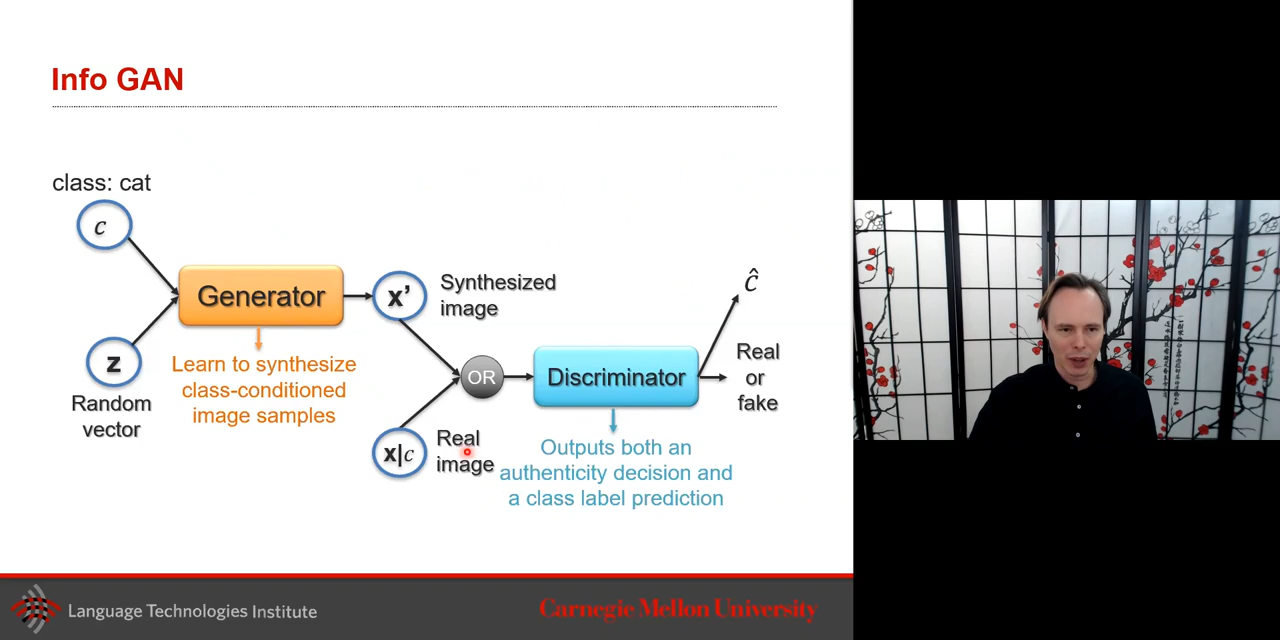 Info GAN
class: cat
c
Generator
x’
Synthesized
image
ĉ
z
Random
vector
Learn to synthesize
class-conditioned
image samples
OR
Discriminator
Real
or
fake
x|c
Real
image
Outputs both an
authenticity decision and
a class label prediction
Language Technologies Institute
Carnegie Mellon University